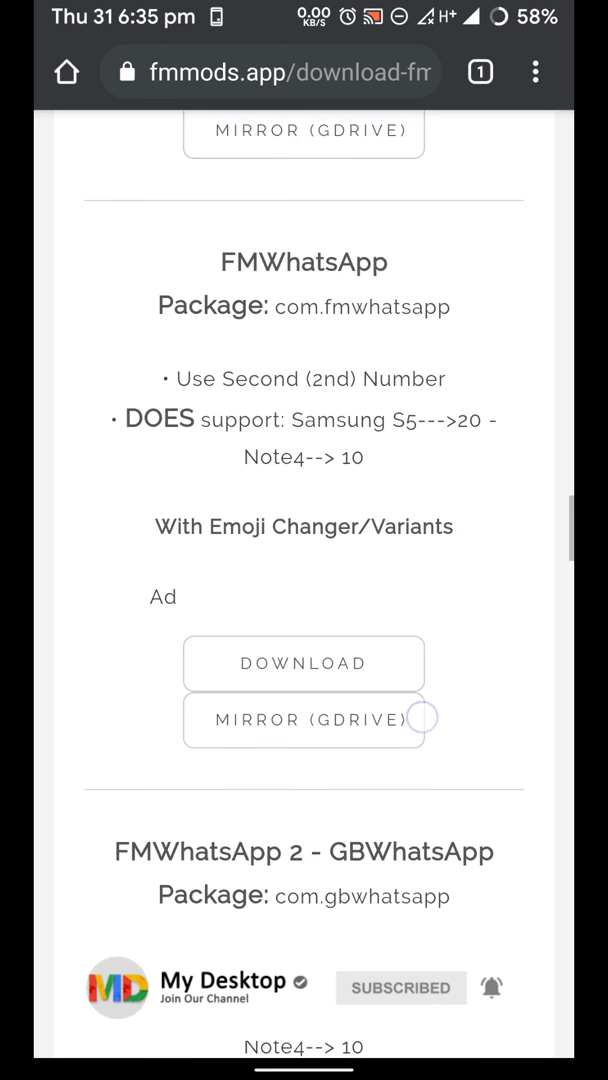 Thu 31 6:35 pm 0.00 KB/S H+ 58%
fmmods.app/download-fm 1
MIRROR (GDRIVE)
FMWhatsApp
Package: com.fmwhatsapp
• Use Second (2nd) Number
• DOES support: Samsung S5--->20 -
Note4--> 10
With Emoji Changer/Variants
Ad
DOWNLOAD
MIRROR (GDRIVE)
FMWhatsApp 2 - GBWhatsApp
Package: com.gbwhatsapp
MD My Desktop SUBSCRIBED
Join Our Channel
Note4--> 10